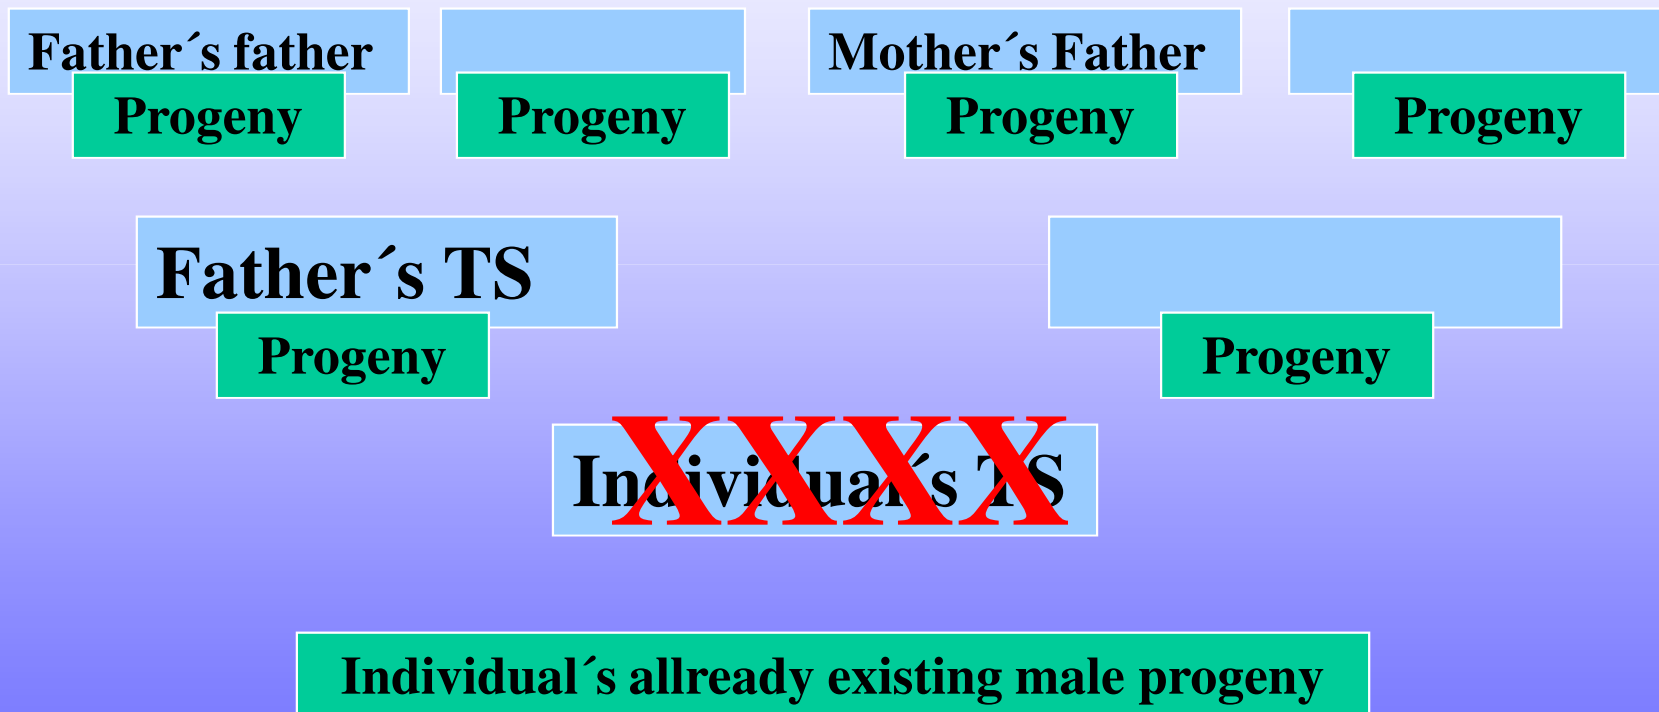 Father´s father
Mother´s Father
Progeny
Progeny
Progeny
Progeny
Father´s TS
Progeny
Progeny
XXXX
Individual´s TS
Individual´s allready existing male progeny